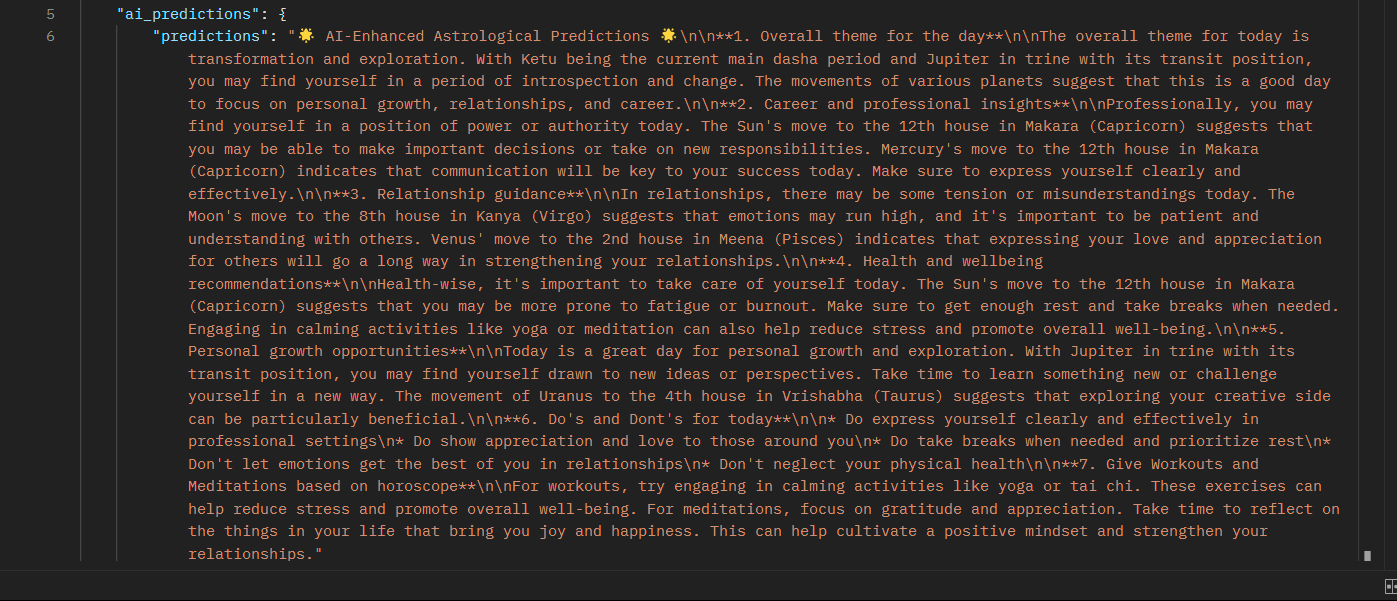 5 "ai_predictions": {
6 "predictions": "🌟 AI-Enhanced Astrological Predictions 🌟\n\n**1. Overall theme for the day**\n\nThe overall theme for today is
transformation and exploration. With Ketu being the current main dasha period and Jupiter in trine with its transit position,
you may find yourself in a period of introspection and change. The movements of various planets suggest that this is a good day
to focus on personal growth, relationships, and career.\n\n**2. Career and professional insights**\n\nProfessionally, you may
find yourself in a position of power or authority today. The Sun's move to the 12th house in Makara (Capricorn) suggests that
you may be able to make important decisions or take on new responsibilities. Mercury's move to the 12th house in Makara
(Capricorn) indicates that communication will be key to your success today. Make sure to express yourself clearly and
effectively.\n\n**3. Relationship guidance**\n\nIn relationships, there may be some tension or misunderstandings today. The
Moon's move to the 8th house in Kanya (Virgo) suggests that emotions may run high, and it's important to be patient and
understanding with others. Venus' move to the 2nd house in Meena (Pisces) indicates that expressing your love and appreciation
for others will go a long way in strengthening your relationships.\n\n**4. Health and wellbeing
recommendations**\n\nHealth-wise, it's important to take care of yourself today. The Sun's move to the 12th house in Makara
(Capricorn) suggests that you may be more prone to fatigue or burnout. Make sure to get enough rest and take breaks when needed.
Engaging in calming activities like yoga or meditation can also help reduce stress and promote overall well-being.\n\n**5.
Personal growth opportunities**\n\nToday is a great day for personal growth and exploration. With Jupiter in trine with its
transit position, you may find yourself drawn to new ideas or perspectives. Take time to learn something new or challenge
yourself in a new way. The movement of Uranus to the 4th house in Vrishabha (Taurus) suggests that exploring your creative side
can be particularly beneficial.\n\n**6. Do's and Dont's for today**\n\n* Do express yourself clearly and effectively in
professional settings\n* Do show appreciation and love to those around you\n* Do take breaks when needed and prioritize rest\n*
Don't let emotions get the best of you in relationships\n* Don't neglect your physical health\n\n**7. Give Workouts and
Meditations based on horoscope**\n\nFor workouts, try engaging in calming activities like yoga or tai chi. These exercises can
help reduce stress and promote overall well-being. For meditations, focus on gratitude and appreciation. Take time to reflect on
the things in your life that bring you joy and happiness. This can help cultivate a positive mindset and strengthen your
relationships."